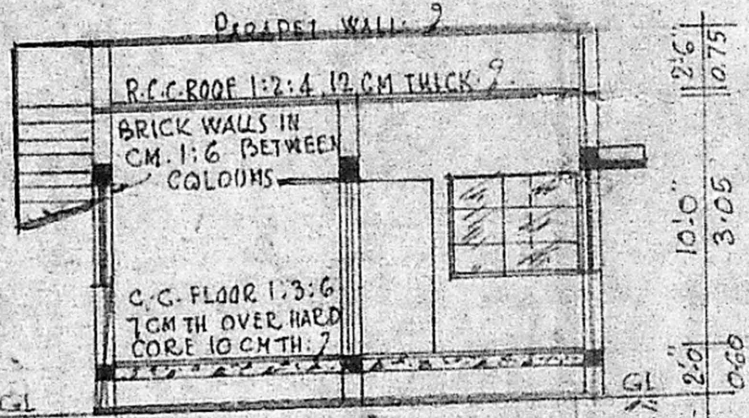 PARAPET WALL.
R.C.C. ROOF 1:2:4 12 CM THICK.
BRICK WALLS IN
CM. 1:6 BETWEEN
COLOUMS
C.C. FLOOR 1:3:6
7 CM TH OVER HARD
CORE 10 CM TH.
GL
GL
2'6"
0.75
10'0"
3.05
2'0"
0.60